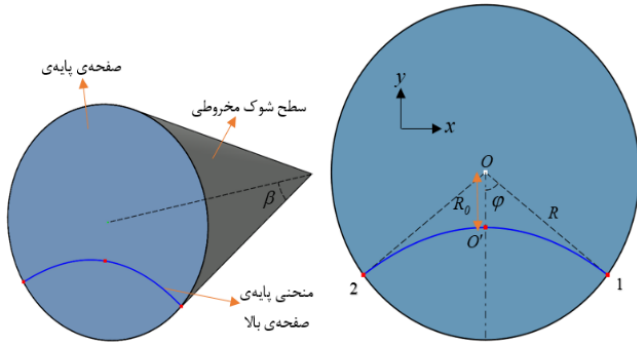 صفحه‌ی پایه‌ی
سطح شوک مخروطی
β
منحنی پایه‌ی
صفحه‌ی بالا
y
x
O
R₀
φ
R
O'
2
1